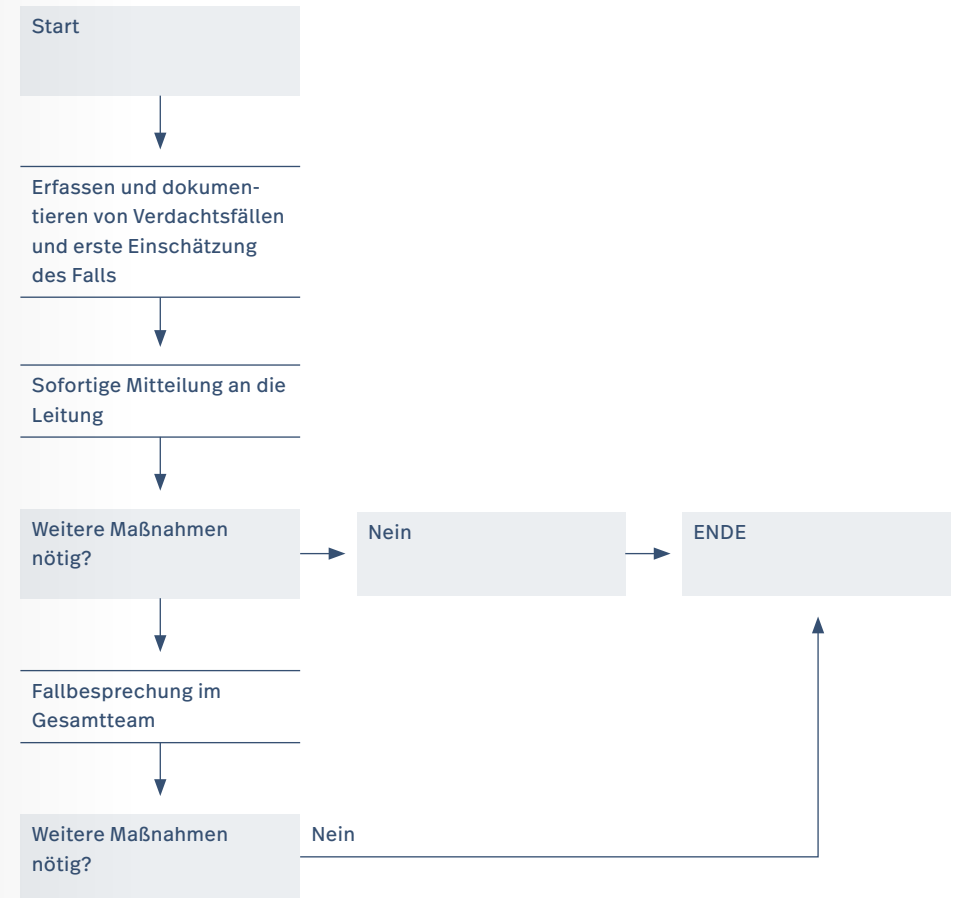 Start
Erfassen und dokumen-
tieren von Verdachtsfällen
und erste Einschätzung
des Falls
Sofortige Mitteilung an die
Leitung
Weitere Maßnahmen
nötig?
Nein
ENDE
Fallbesprechung im
Gesamtteam
Weitere Maßnahmen
nötig?
Nein